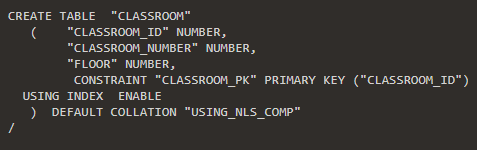 CREATE TABLE  "CLASSROOM"
   (    "CLASSROOM_ID" NUMBER,
        "CLASSROOM_NUMBER" NUMBER,
        "FLOOR" NUMBER,
         CONSTRAINT "CLASSROOM_PK" PRIMARY KEY ("CLASSROOM_ID")
  USING INDEX  ENABLE
   )  DEFAULT COLLATION "USING_NLS_COMP"
/